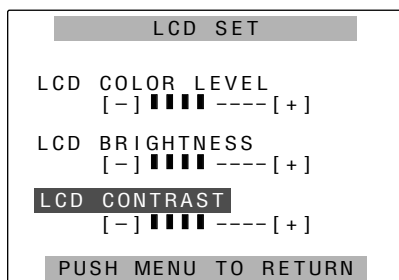 LCD SET
LCD COLOR LEVEL
[–]▮▮▮▮----[+]
LCD BRIGHTNESS
[–]▮▮▮▮----[+]
LCD CONTRAST
[–]▮▮▮▮----[+]
PUSH MENU TO RETURN